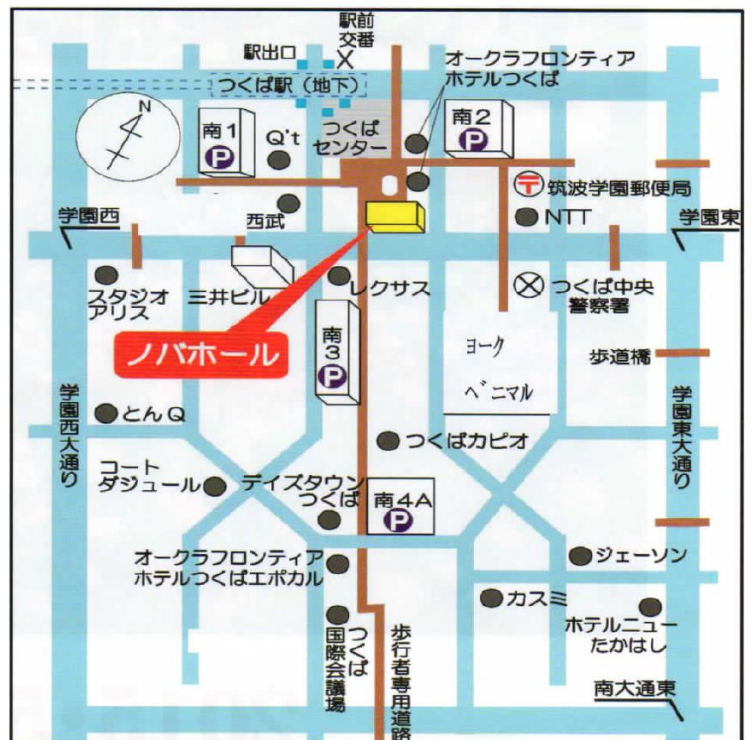 駅前
交番
駅出口
つくば駅(地下)
オークラフロンティア
ホテルつくば
N
南1
P
Q't
つくば
センター
南2
P
〒筑波学園郵便局
NTT
学園西
西武
学園東
スタジオ
アリス
三井ビル
レクサス
つくば中央
警察署
ノバホール
南3
P
ヨーク
ベニマル
歩道橋
学園西大通り
学園東大通り
とんQ
つくばカピオ
コート
ダジュール
デイズタウン
つくば
南4A
P
オークラフロンティア
ホテルつくばエポカル
ジェーソン
カスミ
ホテルニュー
たかはし
つくば
国際会議場
歩行者専用道路
南大通東